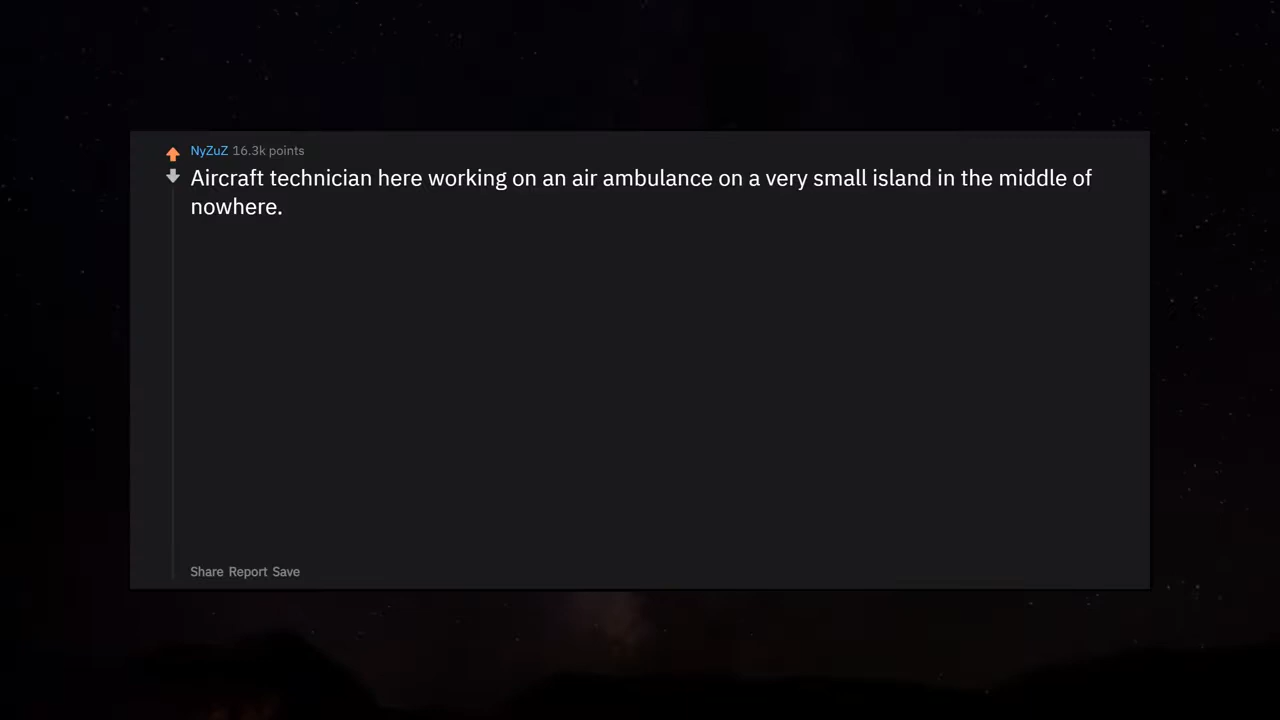 NyZuZ 16.3k points
Aircraft technician here working on an air ambulance on a very small island in the middle of
nowhere.
Share Report Save